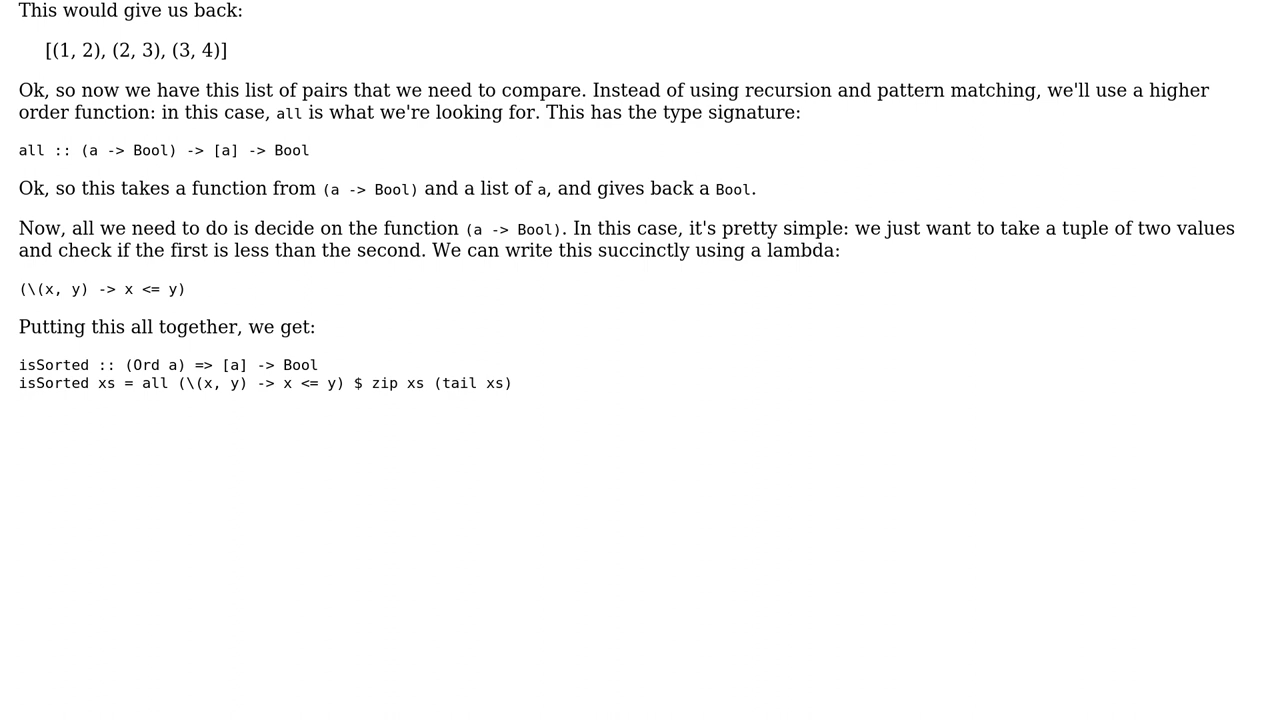 This would give us back:
[(1, 2), (2, 3), (3, 4)]
Ok, so now we have this list of pairs that we need to compare. Instead of using recursion and pattern matching, we'll use a higher
order function: in this case, all is what we're looking for. This has the type signature:
all :: (a -> Bool) -> [a] -> Bool
Ok, so this takes a function from (a -> Bool) and a list of a, and gives back a Bool.
Now, all we need to do is decide on the function (a -> Bool). In this case, it's pretty simple: we just want to take a tuple of two values
and check if the first is less than the second. We can write this succinctly using a lambda:
(\(x, y) -> x <= y)
Putting this all together, we get:
isSorted :: (Ord a) => [a] -> Bool
isSorted xs = all (\(x, y) -> x <= y) $ zip xs (tail xs)